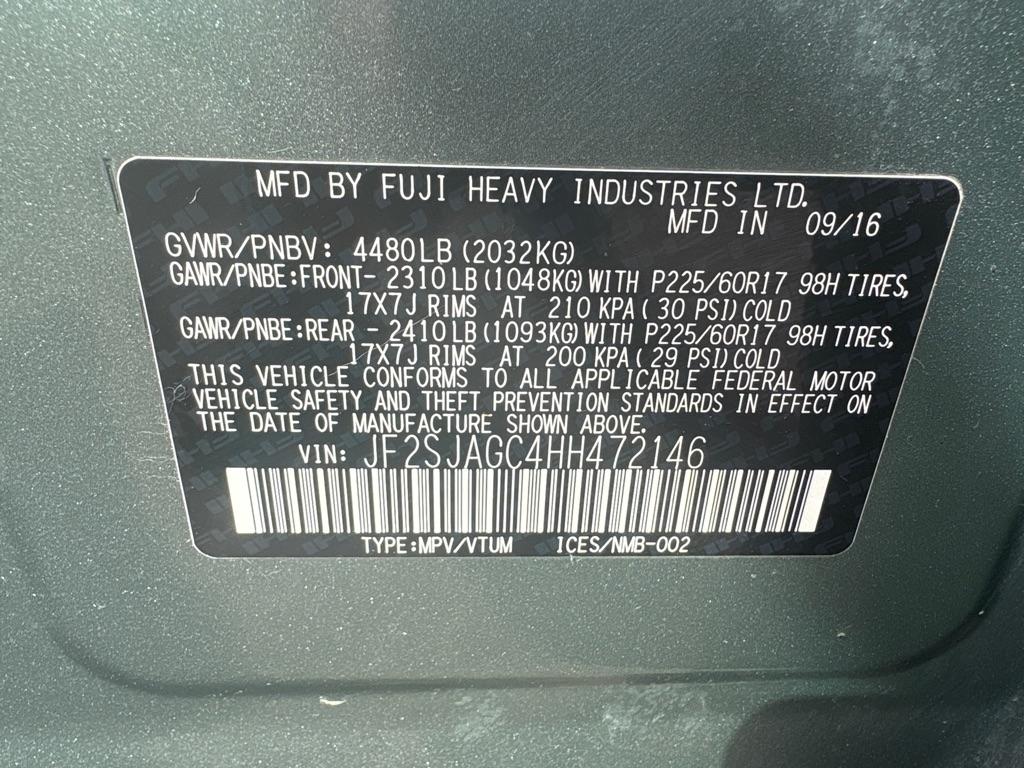 MFD BY FUJI HEAVY INDUSTRIES LTD.
MFD IN 09/16
GVWR/PNBV: 4480LB (2032KG)
GAWR/PNBE:FRONT- 2310LB (1048KG) WITH P225/60R17 98H TIRES,
17X7J RIMS AT 210 KPA ( 30 PSI) COLD
GAWR/PNBE:REAR - 2410LB (1093KG) WITH P225/60R17 98H TIRES,
17X7J RIMS AT 200 KPA ( 29 PSI) COLD
THIS VEHICLE CONFORMS TO ALL APPLICABLE FEDERAL MOTOR
VEHICLE SAFETY AND THEFT PREVENTION STANDARDS IN EFFECT ON
THE DATE OF MANUFACTURE SHOWN ABOVE.
VIN: JF2SJAGC4HH472146
TYPE:MPV/VTUM ICES/NMB-002